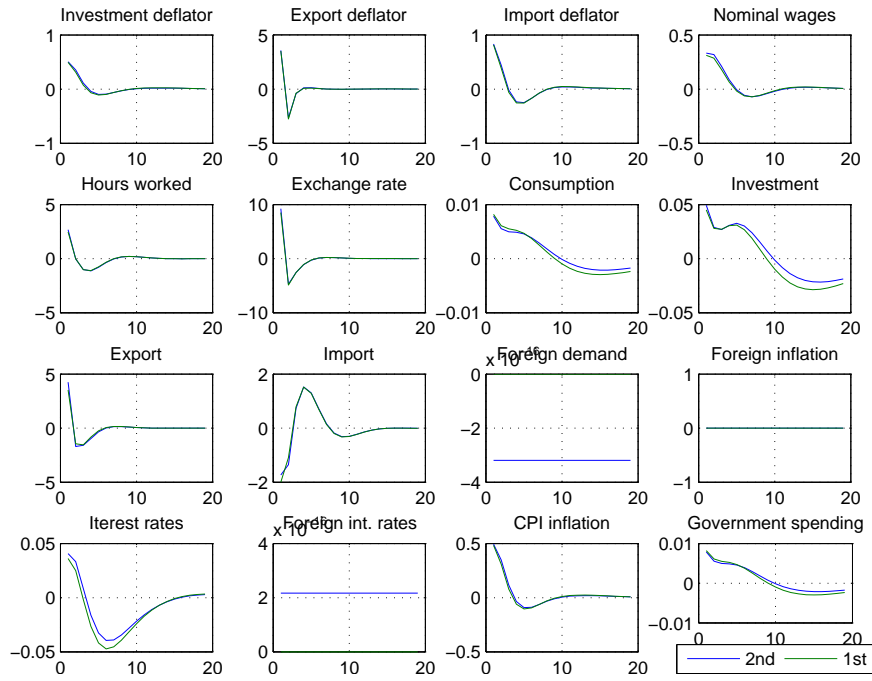 Investment deflator Export deflator Import deflator Nominal wages
1 5 1 0.5
0 0 0 0
−1 −5 −1 −0.5
0 10 20 0 10 20 0 10 20 0 10 20
Hours worked Exchange rate Consumption Investment
5 10 0.01 0.05
0 0 0 0
−5 −10 −0.01 −0.05
0 10 20 0 10 20 0 10 20 0 10 20
Export Import Foreign demand Foreign inflation
x 10
5 2 0 1
0 0 −2 0
−5 −2 −4 −1
0 10 20 0 10 20 0 10 20 0 10 20
Iterest rates Foreign int. rates CPI inflation Government spending
x 10
0.05 4 0.5 0.01
0 2 0 0
−0.05 0 −0.5 −0.01
0 10 20 0 10 20 0 10 20 0 10 20
2nd 1st